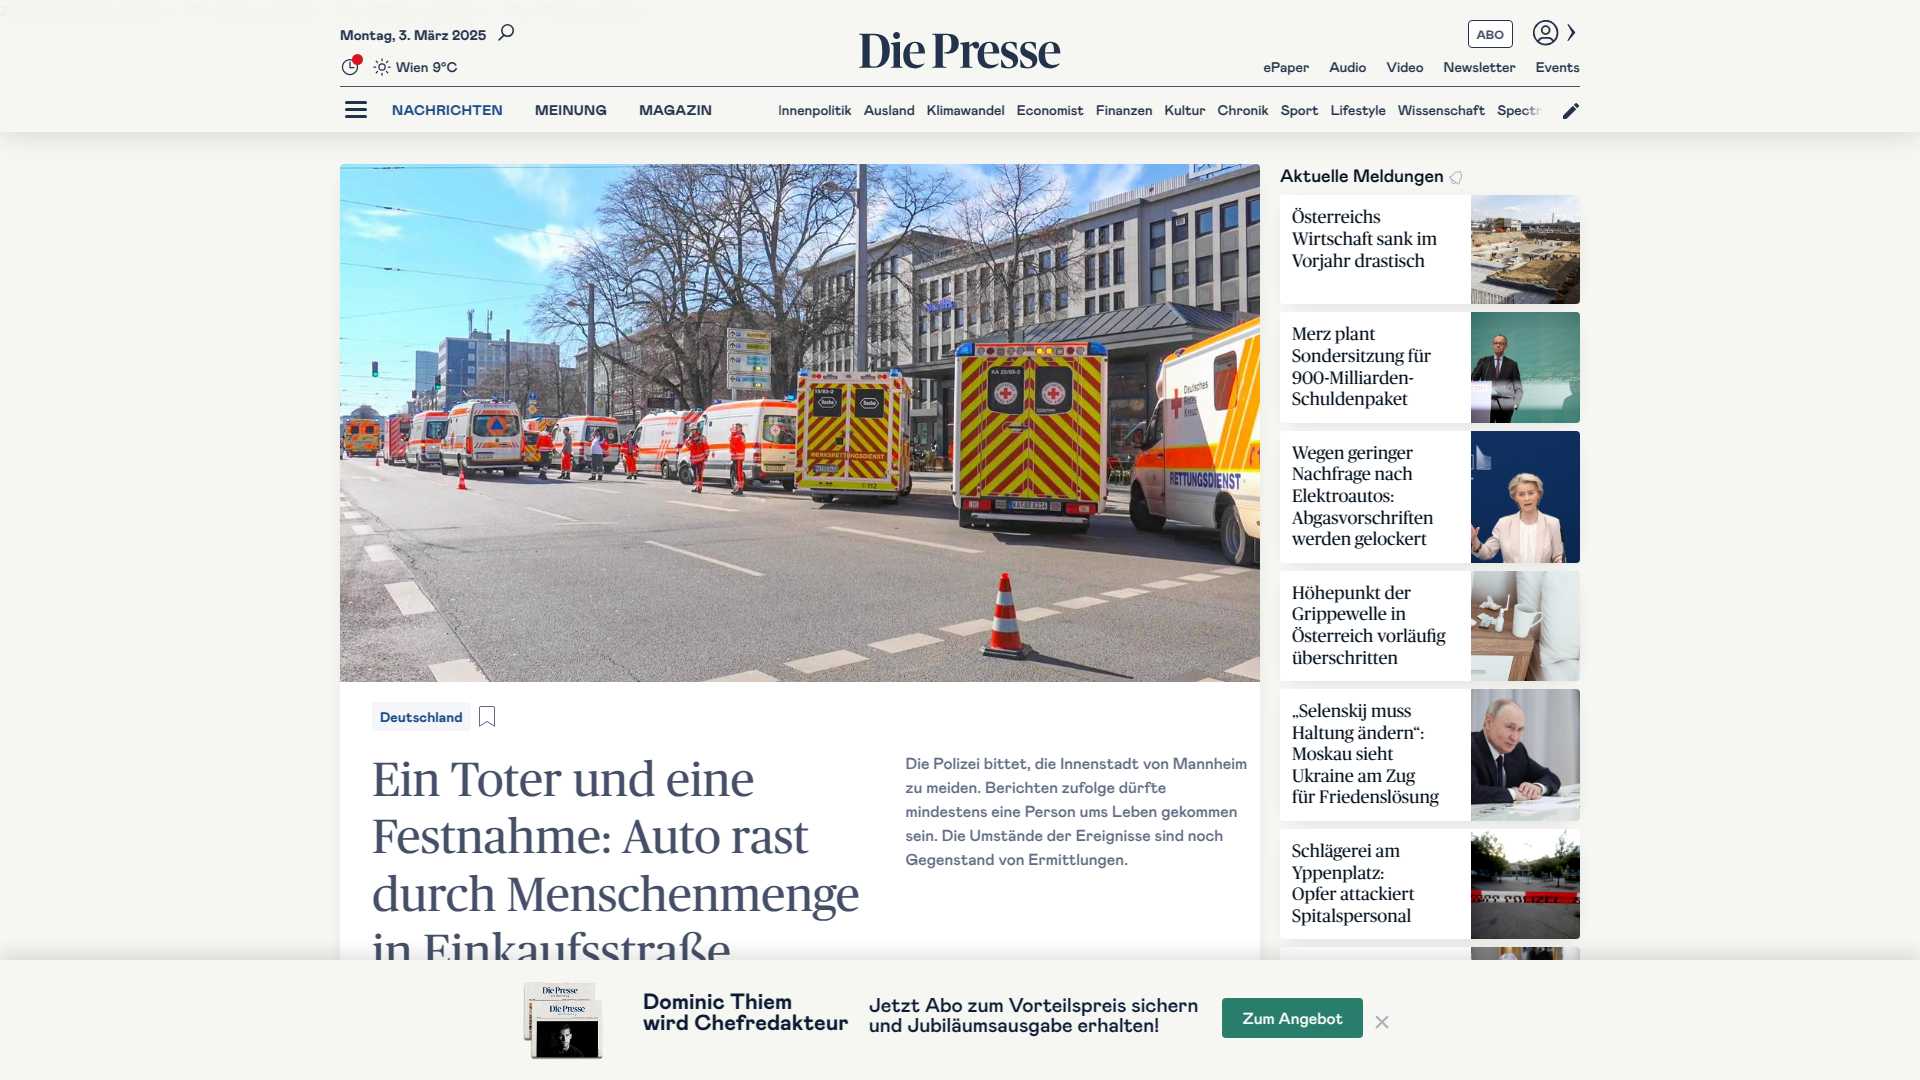 Montag, 3. März 2025
Wien 9°C
Die Presse
ABO
ePaper Audio Video Newsletter Events
NACHRICHTEN MEINUNG MAGAZIN
Innenpolitik Ausland Klimawandel Economist Finanzen Kultur Chronik Sport Lifestyle Wissenschaft Spectr
RETTUNGSDIENST
Deutschland
Ein Toter und eine
Festnahme: Auto rast
durch Menschenmenge
in Einkaufsstraße
Die Polizei bittet, die Innenstadt von Mannheim
zu meiden. Berichten zufolge dürfte
mindestens eine Person ums Leben gekommen
sein. Die Umstände der Ereignisse sind noch
Gegenstand von Ermittlungen.
Aktuelle Meldungen
Österreichs
Wirtschaft sank im
Vorjahr drastisch
Merz plant
Sondersitzung für
900-Milliarden-
Schuldenpaket
Wegen geringer
Nachfrage nach
Elektroautos:
Abgasvorschriften
werden gelockert
Höhepunkt der
Grippewelle in
Österreich vorläufig
überschritten
„Selenskij muss
Haltung ändern“:
Moskau sieht
Ukraine am Zug
für Friedenslösung
Schlägerei am
Yppenplatz:
Opfer attackiert
Spitalspersonal
Die Presse
Die Presse
Dominic Thiem
wird Chefredakteur
Jetzt Abo zum Vorteilspreis sichern
und Jubiläumsausgabe erhalten!
Zum Angebot